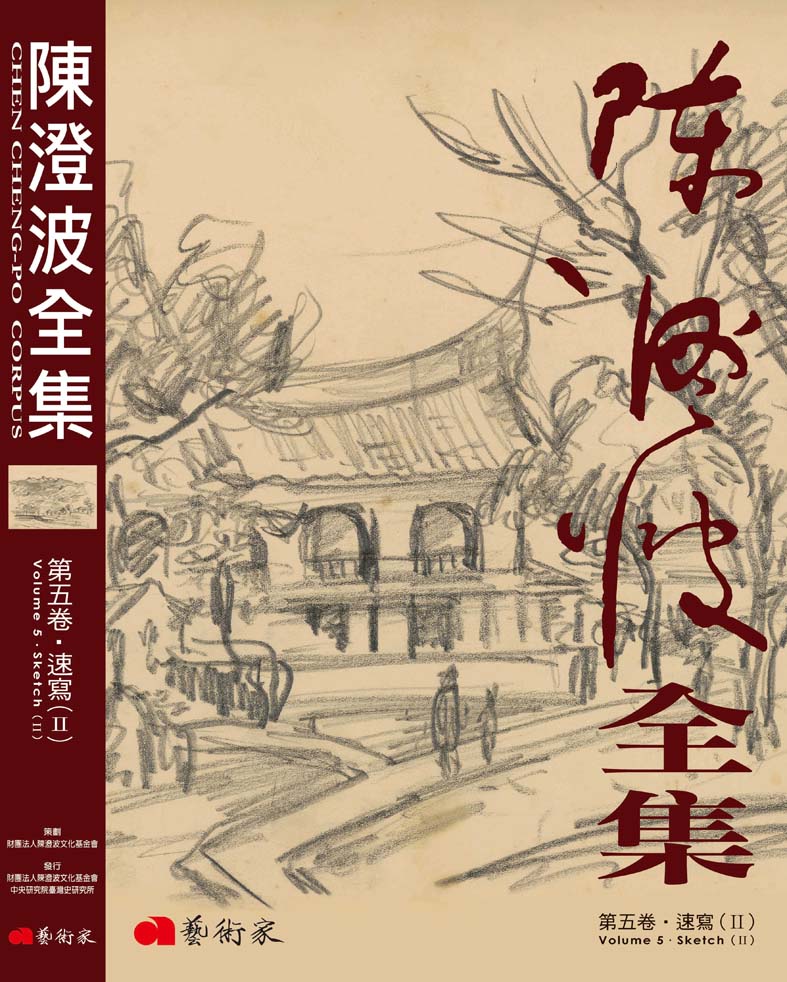 陳澄波全集
CHEN CHENG-PO CORPUS
第五�・速寫(II)
Volume 5・Sketch(II)
策劃
財團法人陳澄波文化基金會
發行
財團法人陳澄波文化基金會
中央研究院臺灣史研究所
藝術家
陳澄波
全集
第五卷・速寫(II)
Volume 5・Sketch(II)
藝術家